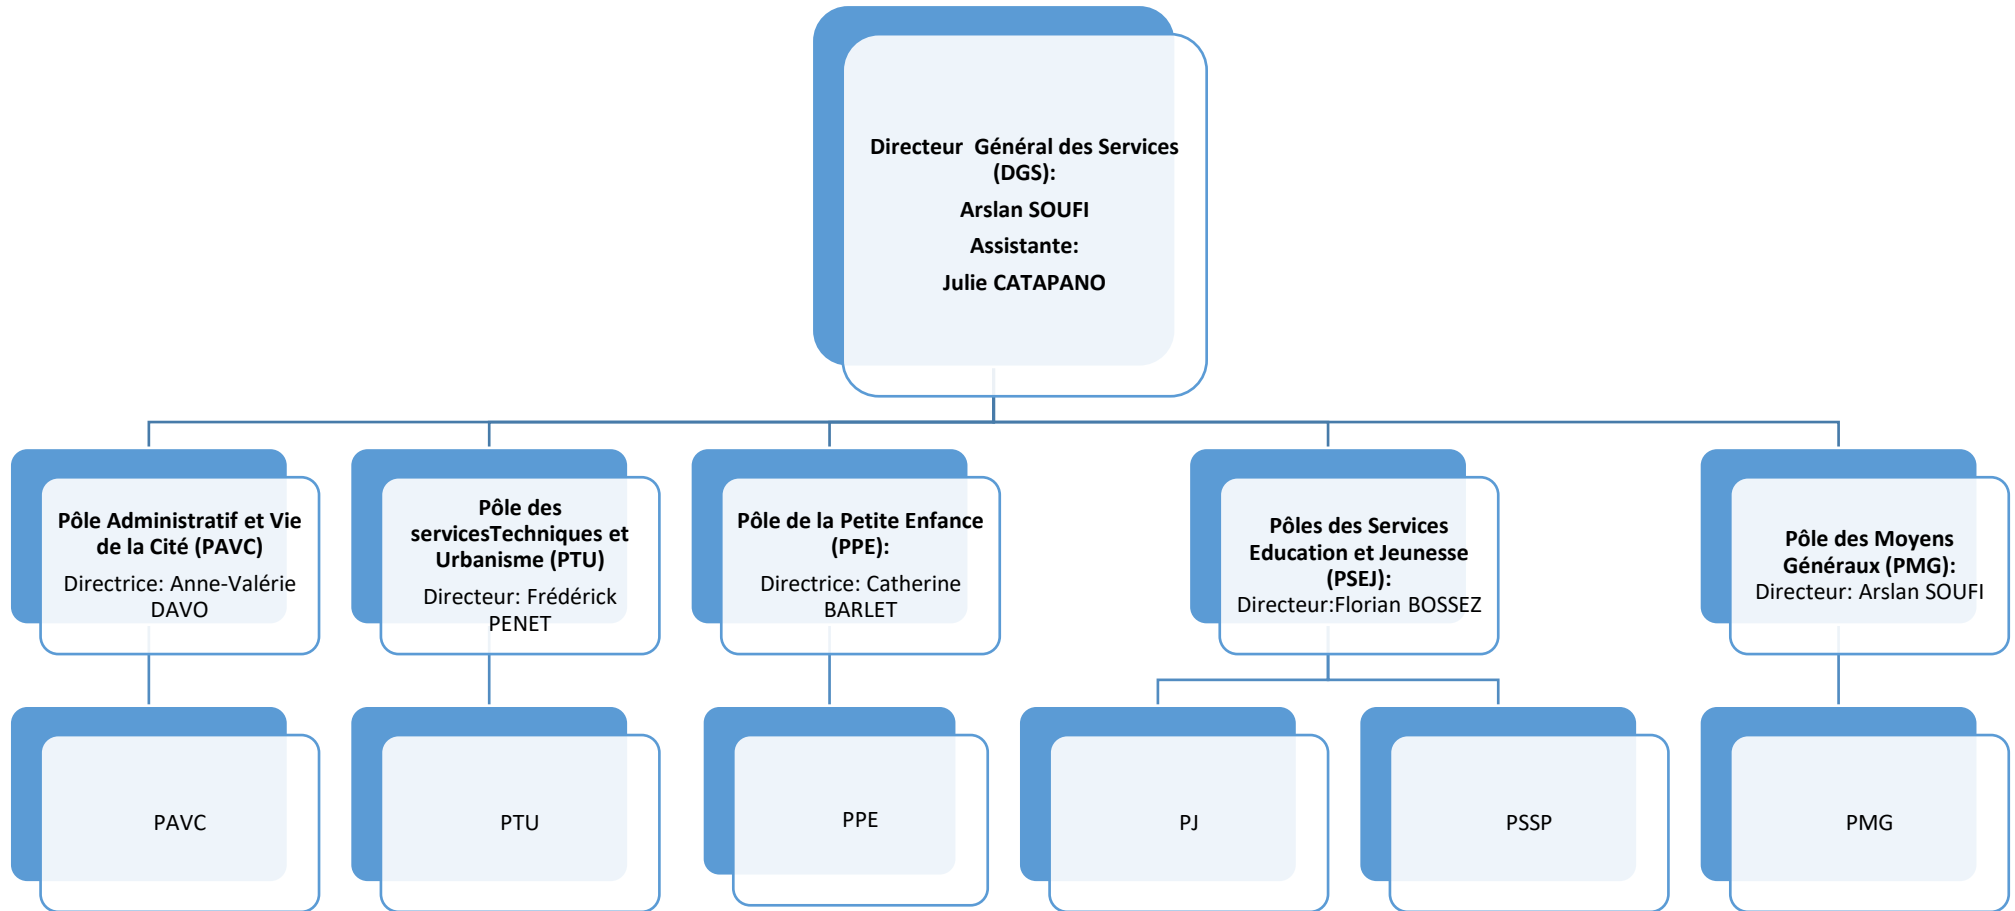 Directeur  Général des Services
(DGS):
Arslan SOUFI
Assistante:
Julie CATAPANO
Pôle Administratif et Vie
de la Cité (PAVC)
Directrice: Anne-Valérie
DAVO
Pôle des
servicesTechniques et
Urbanisme (PTU)
Directeur: Frédérick
PENET
Pôle de la Petite Enfance
(PPE):
Directrice: Catherine
BARLET
Pôles des Services
Education et Jeunesse
(PSEJ):
Directeur:Florian BOSSEZ
Pôle des Moyens
Généraux (PMG):
Directeur: Arslan SOUFI
PAVC
PTU
PPE
PJ
PSSP
PMG